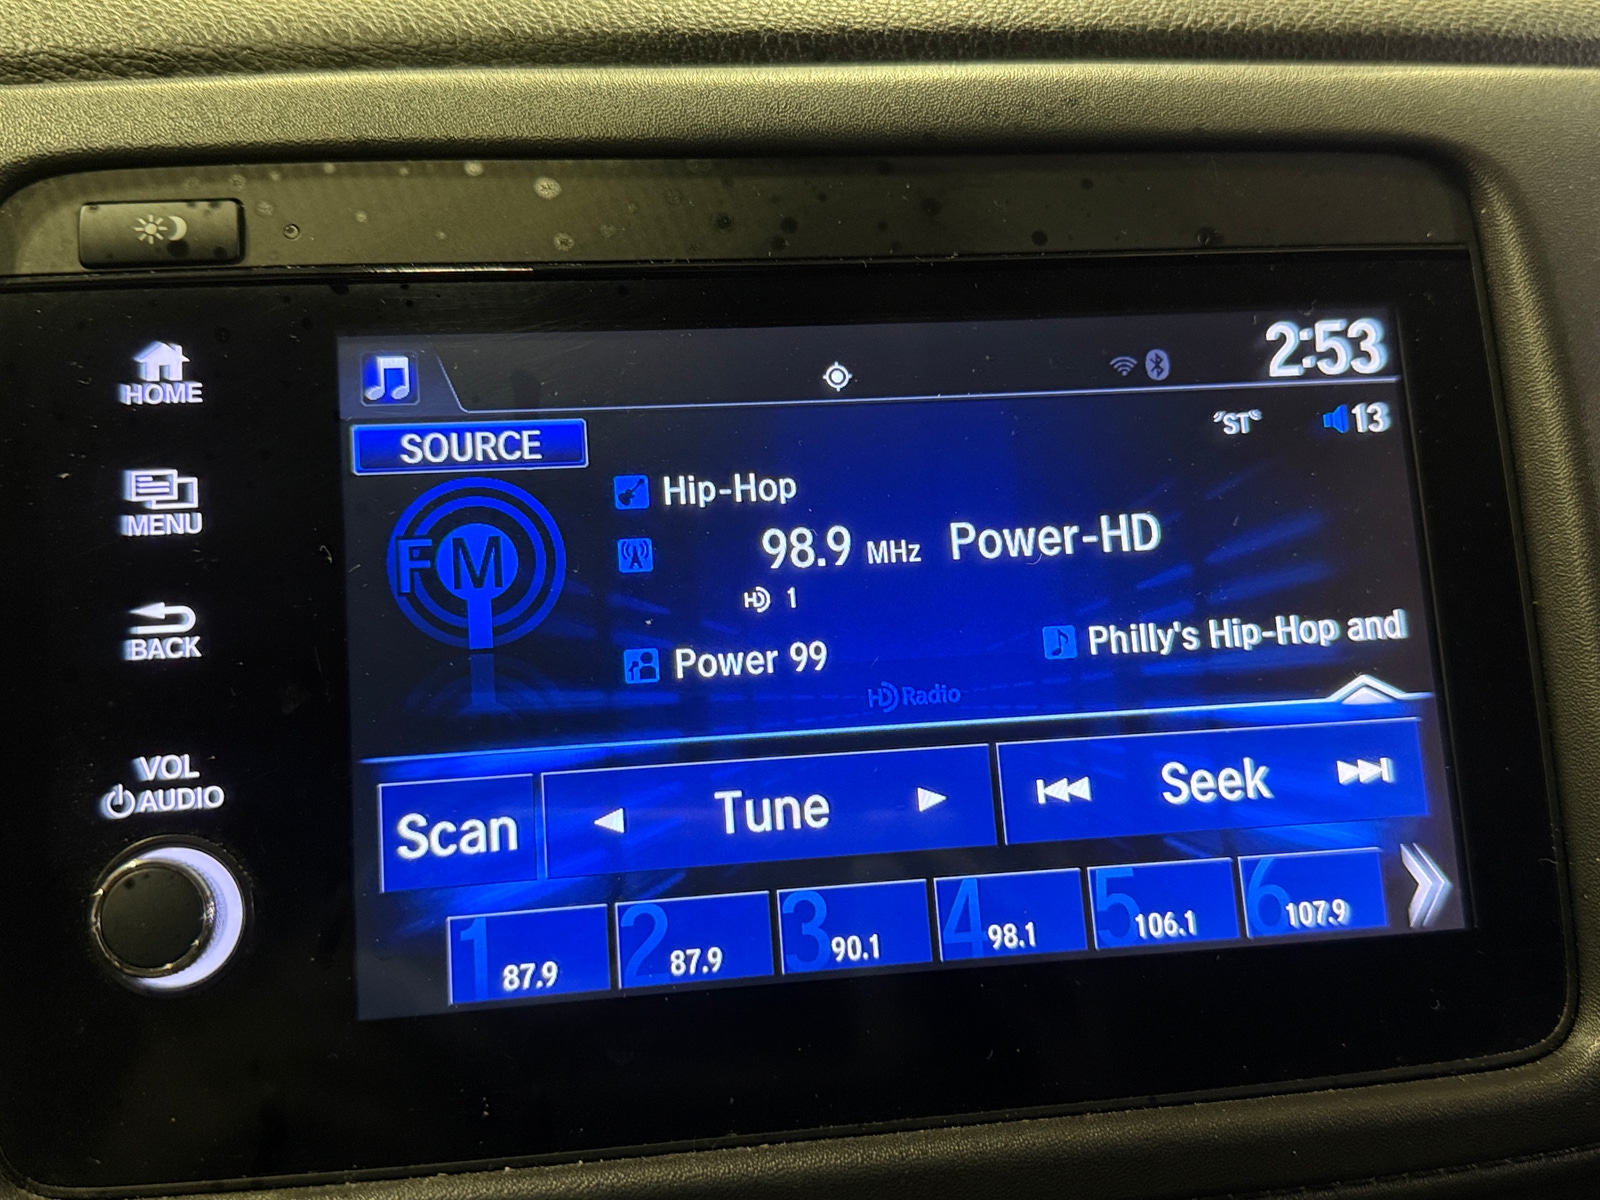 HOME
MENU
BACK
VOL
AUDIO
2:53
SOURCE
"ST"
13
FM
Hip-Hop
98.9 MHz Power-HD
HD 1
Power 99
Philly's Hip-Hop and
HD Radio
Scan
Tune
Seek
1 87.9
2 87.9
3 90.1
4 98.1
5 106.1
6 107.9